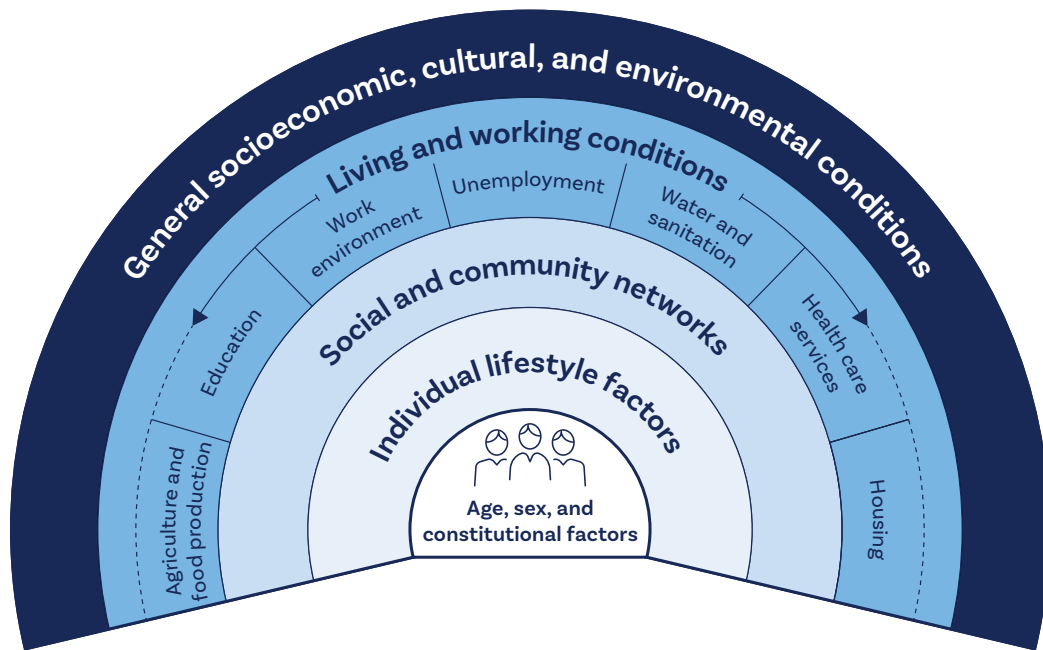 General socioeconomic, cultural, and environmental conditions
Living and working conditions
Agriculture and
food production
Education
Work
environment
Unemployment
Water and
sanitation
Health care
services
Housing
Social and community networks
Individual lifestyle factors
Age, sex, and
constitutional factors